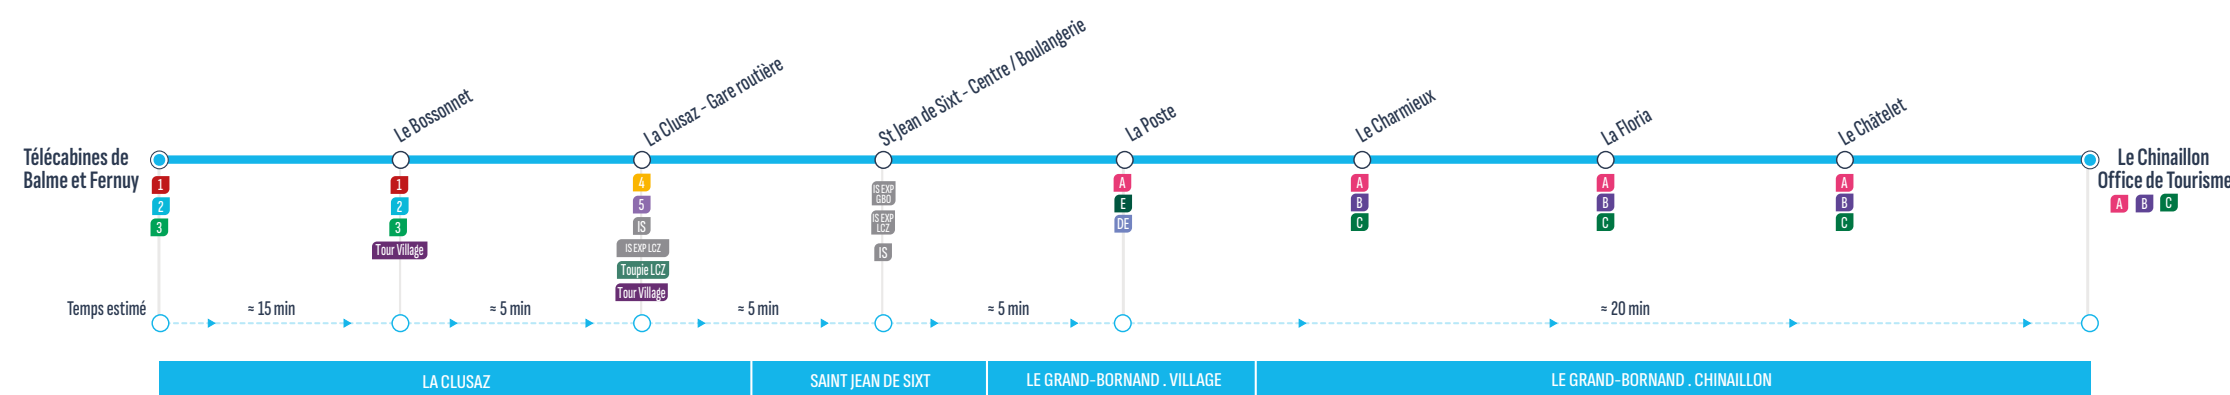 Télécabines de
Balme et Fernuy
1
2
3
Le Bossonnet
1
2
3
Tour Village
La Clusaz - Gare routière
4
5
IS
IS EXP LCZ
Toupie LCZ
Tour Village
St Jean de Sixt - Centre / Boulangerie
IS EXP
GBO
IS EXP
LCZ
IS
La Poste
A
E
DE
Le Charmieux
A
B
C
La Floria
A
B
C
Le Châtelet
A
B
C
Le Chinaillon
Office de Tourisme
A B C
Temps estimé
≈ 15 min
≈ 5 min
≈ 5 min
≈ 5 min
≈ 20 min
LA CLUSAZ
SAINT JEAN DE SIXT
LE GRAND-BORNAND . VILLAGE
LE GRAND-BORNAND . CHINAILLON